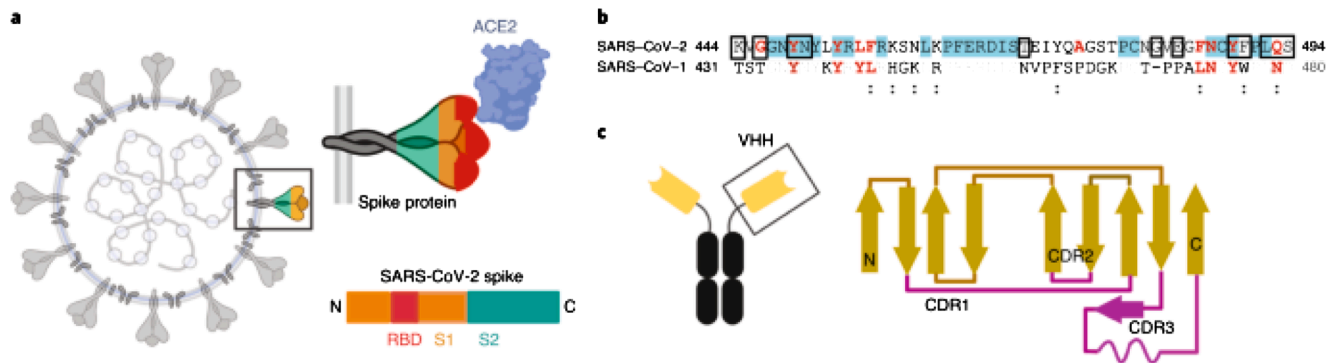 a
ACE2
Spike protein
SARS-CoV-2 spike
N C
RBD S1 S2
b
SARS-CoV-2 444 KVGGNYNYLYRLFRKSNLKPFERDISTEIYQAGSTPCNGVEGFNCYFPLQS 494
SARS-CoV-1 431 TST Y KY YL HGK R NVPFSPDGK T-PPALN YW N 480
: : : : : : : :
c
VHH
N CDR2 C
CDR1
CDR3